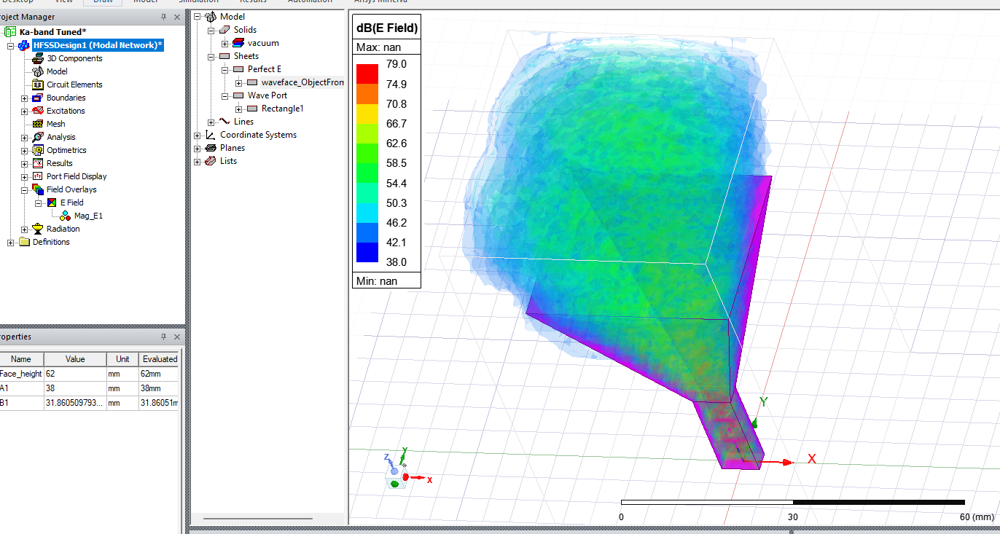 Desktop View Draw Model Simulation Results Automation Ansys Minerva
roject Manager
Ka-band Tuned*
HFSSDesign1 (Modal Network)*
3D Components
Model
Circuit Elements
Boundaries
Excitations
Mesh
Analysis
Optimetrics
Results
Port Field Display
Field Overlays
E Field
Mag_E1
Radiation
Definitions
roperties
Name Value Unit Evaluated
Face_height 62 mm 62mm
A1 38 mm 38mm
B1 31.860509793... mm 31.86051m
Model
Solids
vacuum
Sheets
Perfect E
waveface_ObjectFrom
Wave Port
Rectangle1
Lines
Coordinate Systems
Planes
Lists
dB(E Field)
Max: nan
79.0
74.9
70.8
66.7
62.6
58.5
54.4
50.3
46.2
42.1
38.0
Min: nan
Y
X
Z
Y
X
0 30 60 (mm)